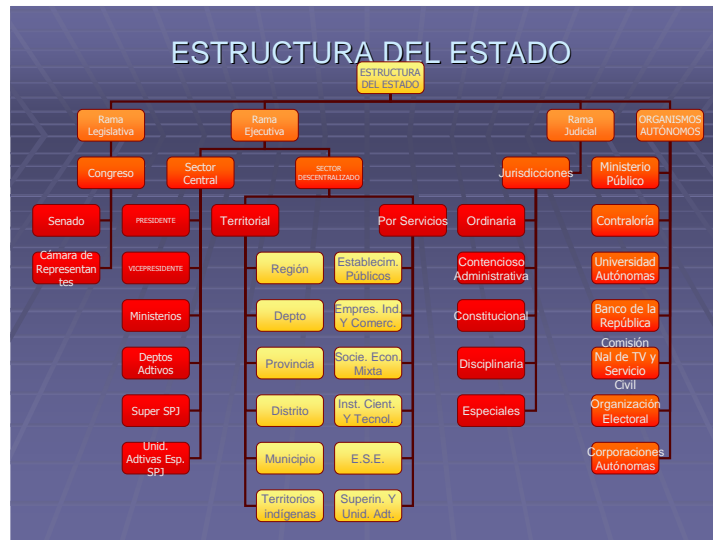 ESTRUCTURA DEL ESTADO
ESTRUCTURA
DEL ESTADO
Rama
Legislativa
Rama
Ejecutiva
Rama
Judicial
ORGANISMOS
AUTÓNOMOS
Congreso
Sector
Central
SECTOR
DESCENTRALIZADO
Jurisdicciones
Ministerio
Público
Senado
PRESIDENTE
Territorial
Por Servicios
Ordinaria
Contraloría
Cámara de
Representan
tes
VICEPRESIDENTE
Región
Establecim.
Públicos
Contencioso
Administrativa
Universidad
Autónomas
Ministerios
Depto
Empres. Ind.
Y Comerc.
Constitucional
Banco de la
República
Deptos
Adtivos
Provincia
Socie. Econ.
Mixta
Disciplinaria
Comisión
Nal de TV y
Servicio
Civil
Super SPJ
Distrito
Inst. Cient.
Y Tecnol.
Especiales
Organización
Electoral
Unid.
Adtivas Esp.
SPJ
Municipio
E.S.E.
Corporaciones
Autónomas
Territorios
indígenas
Superin. Y
Unid. Adt.